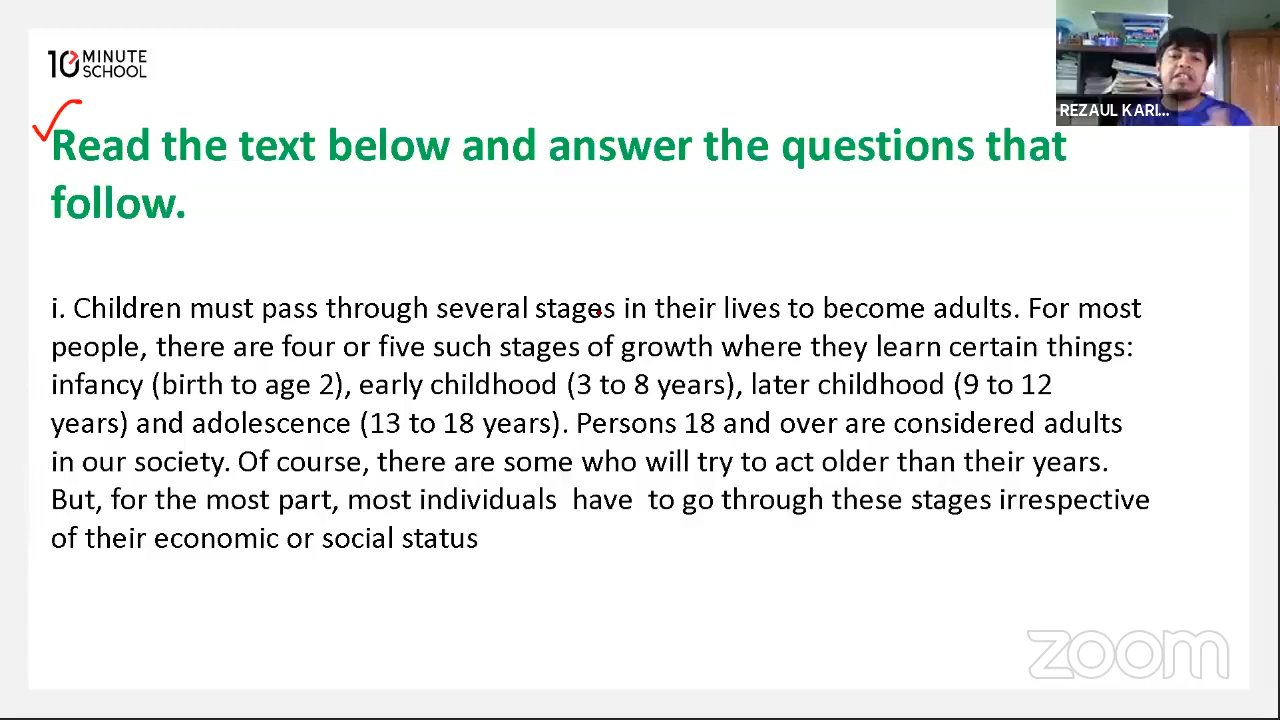 10 MINUTE
SCHOOL
REZAUL KARI...
Read the text below and answer the questions that
follow.
i. Children must pass through several stages in their lives to become adults. For most
people, there are four or five such stages of growth where they learn certain things:
infancy (birth to age 2), early childhood (3 to 8 years), later childhood (9 to 12
years) and adolescence (13 to 18 years). Persons 18 and over are considered adults
in our society. Of course, there are some who will try to act older than their years.
But, for the most part, most individuals have to go through these stages irrespective
of their economic or social status
zoom